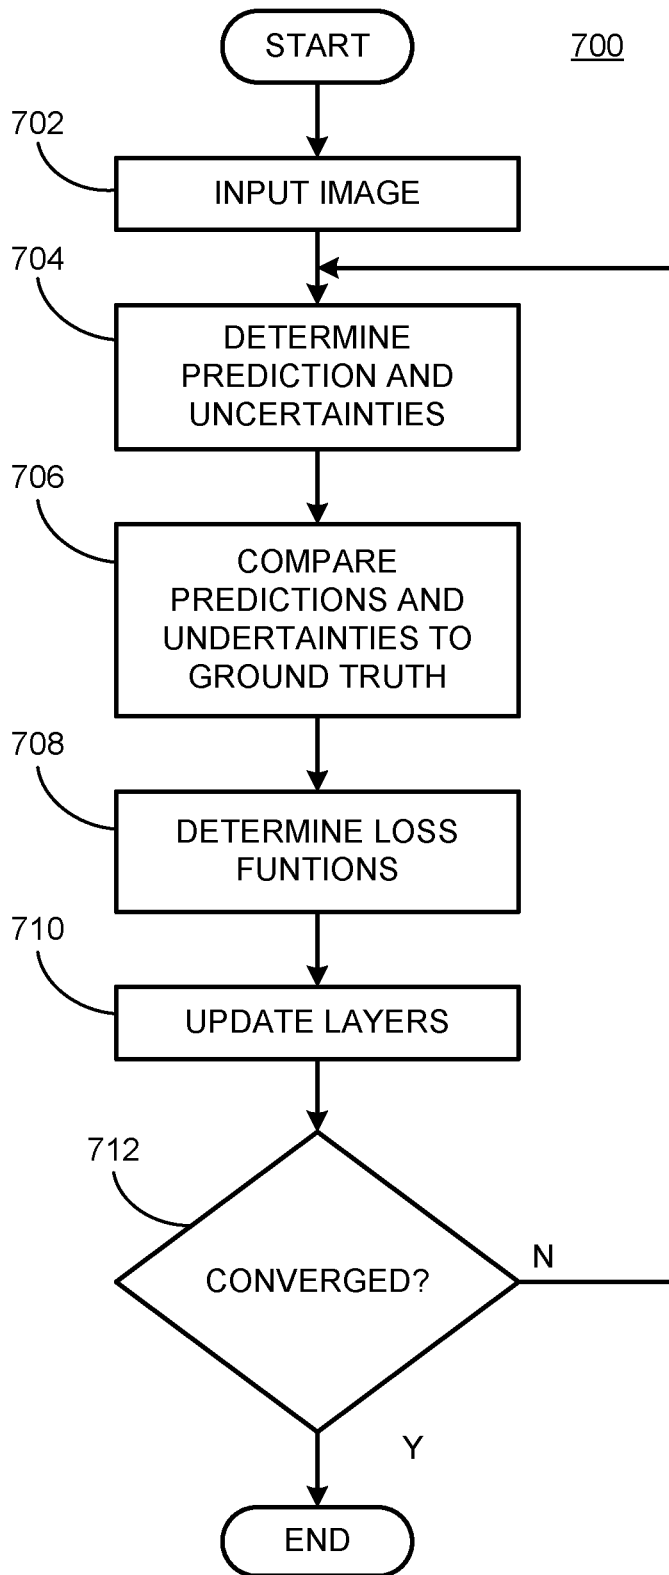 START
700
702
INPUT IMAGE
704
DETERMINE
PREDICTION AND
UNCERTAINTIES
706
COMPARE
PREDICTIONS AND
UNDERTAINTIES TO
GROUND TRUTH
708
DETERMINE LOSS
FUNTIONS
710
UPDATE LAYERS
712
CONVERGED?
N
Y
END